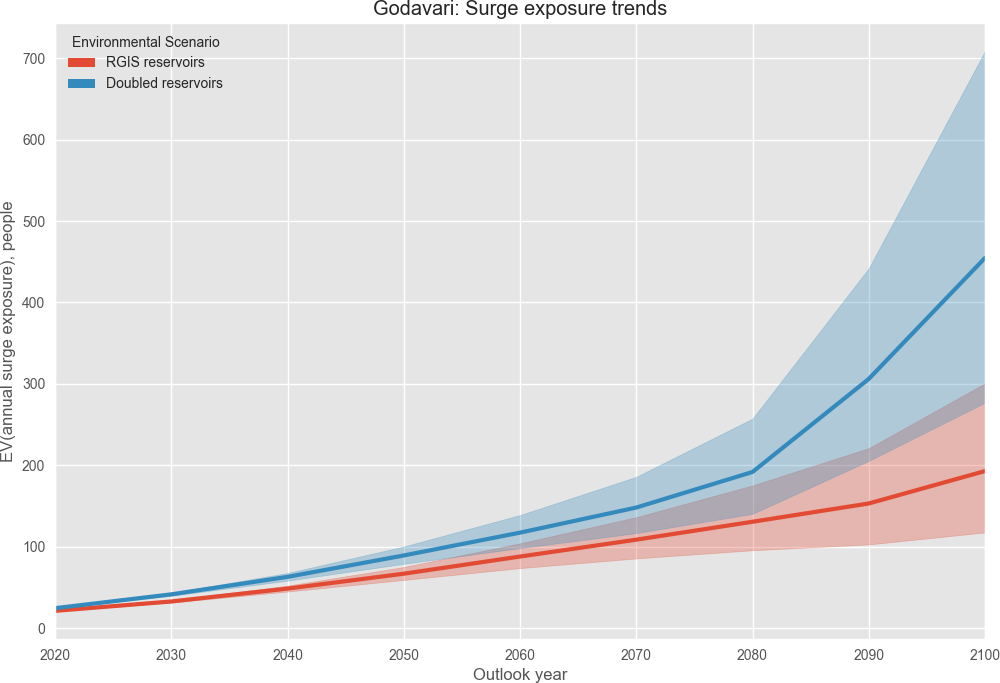 Godavari: Surge exposure trends
Environmental Scenario
RGIS reservoirs
Doubled reservoirs
700
600
500
400
300
200
100
0
EV(annual surge exposure), people
2020 2030 2040 2050 2060 2070 2080 2090 2100
Outlook year